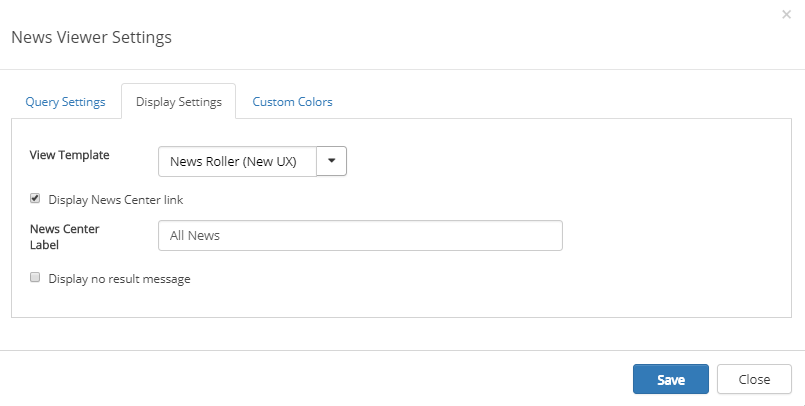 ×
News Viewer Settings
Query Settings Display Settings Custom Colors
View Template News Roller (New UX)
Display News Center link
News Center
Label
All News
Display no result message
Save Close